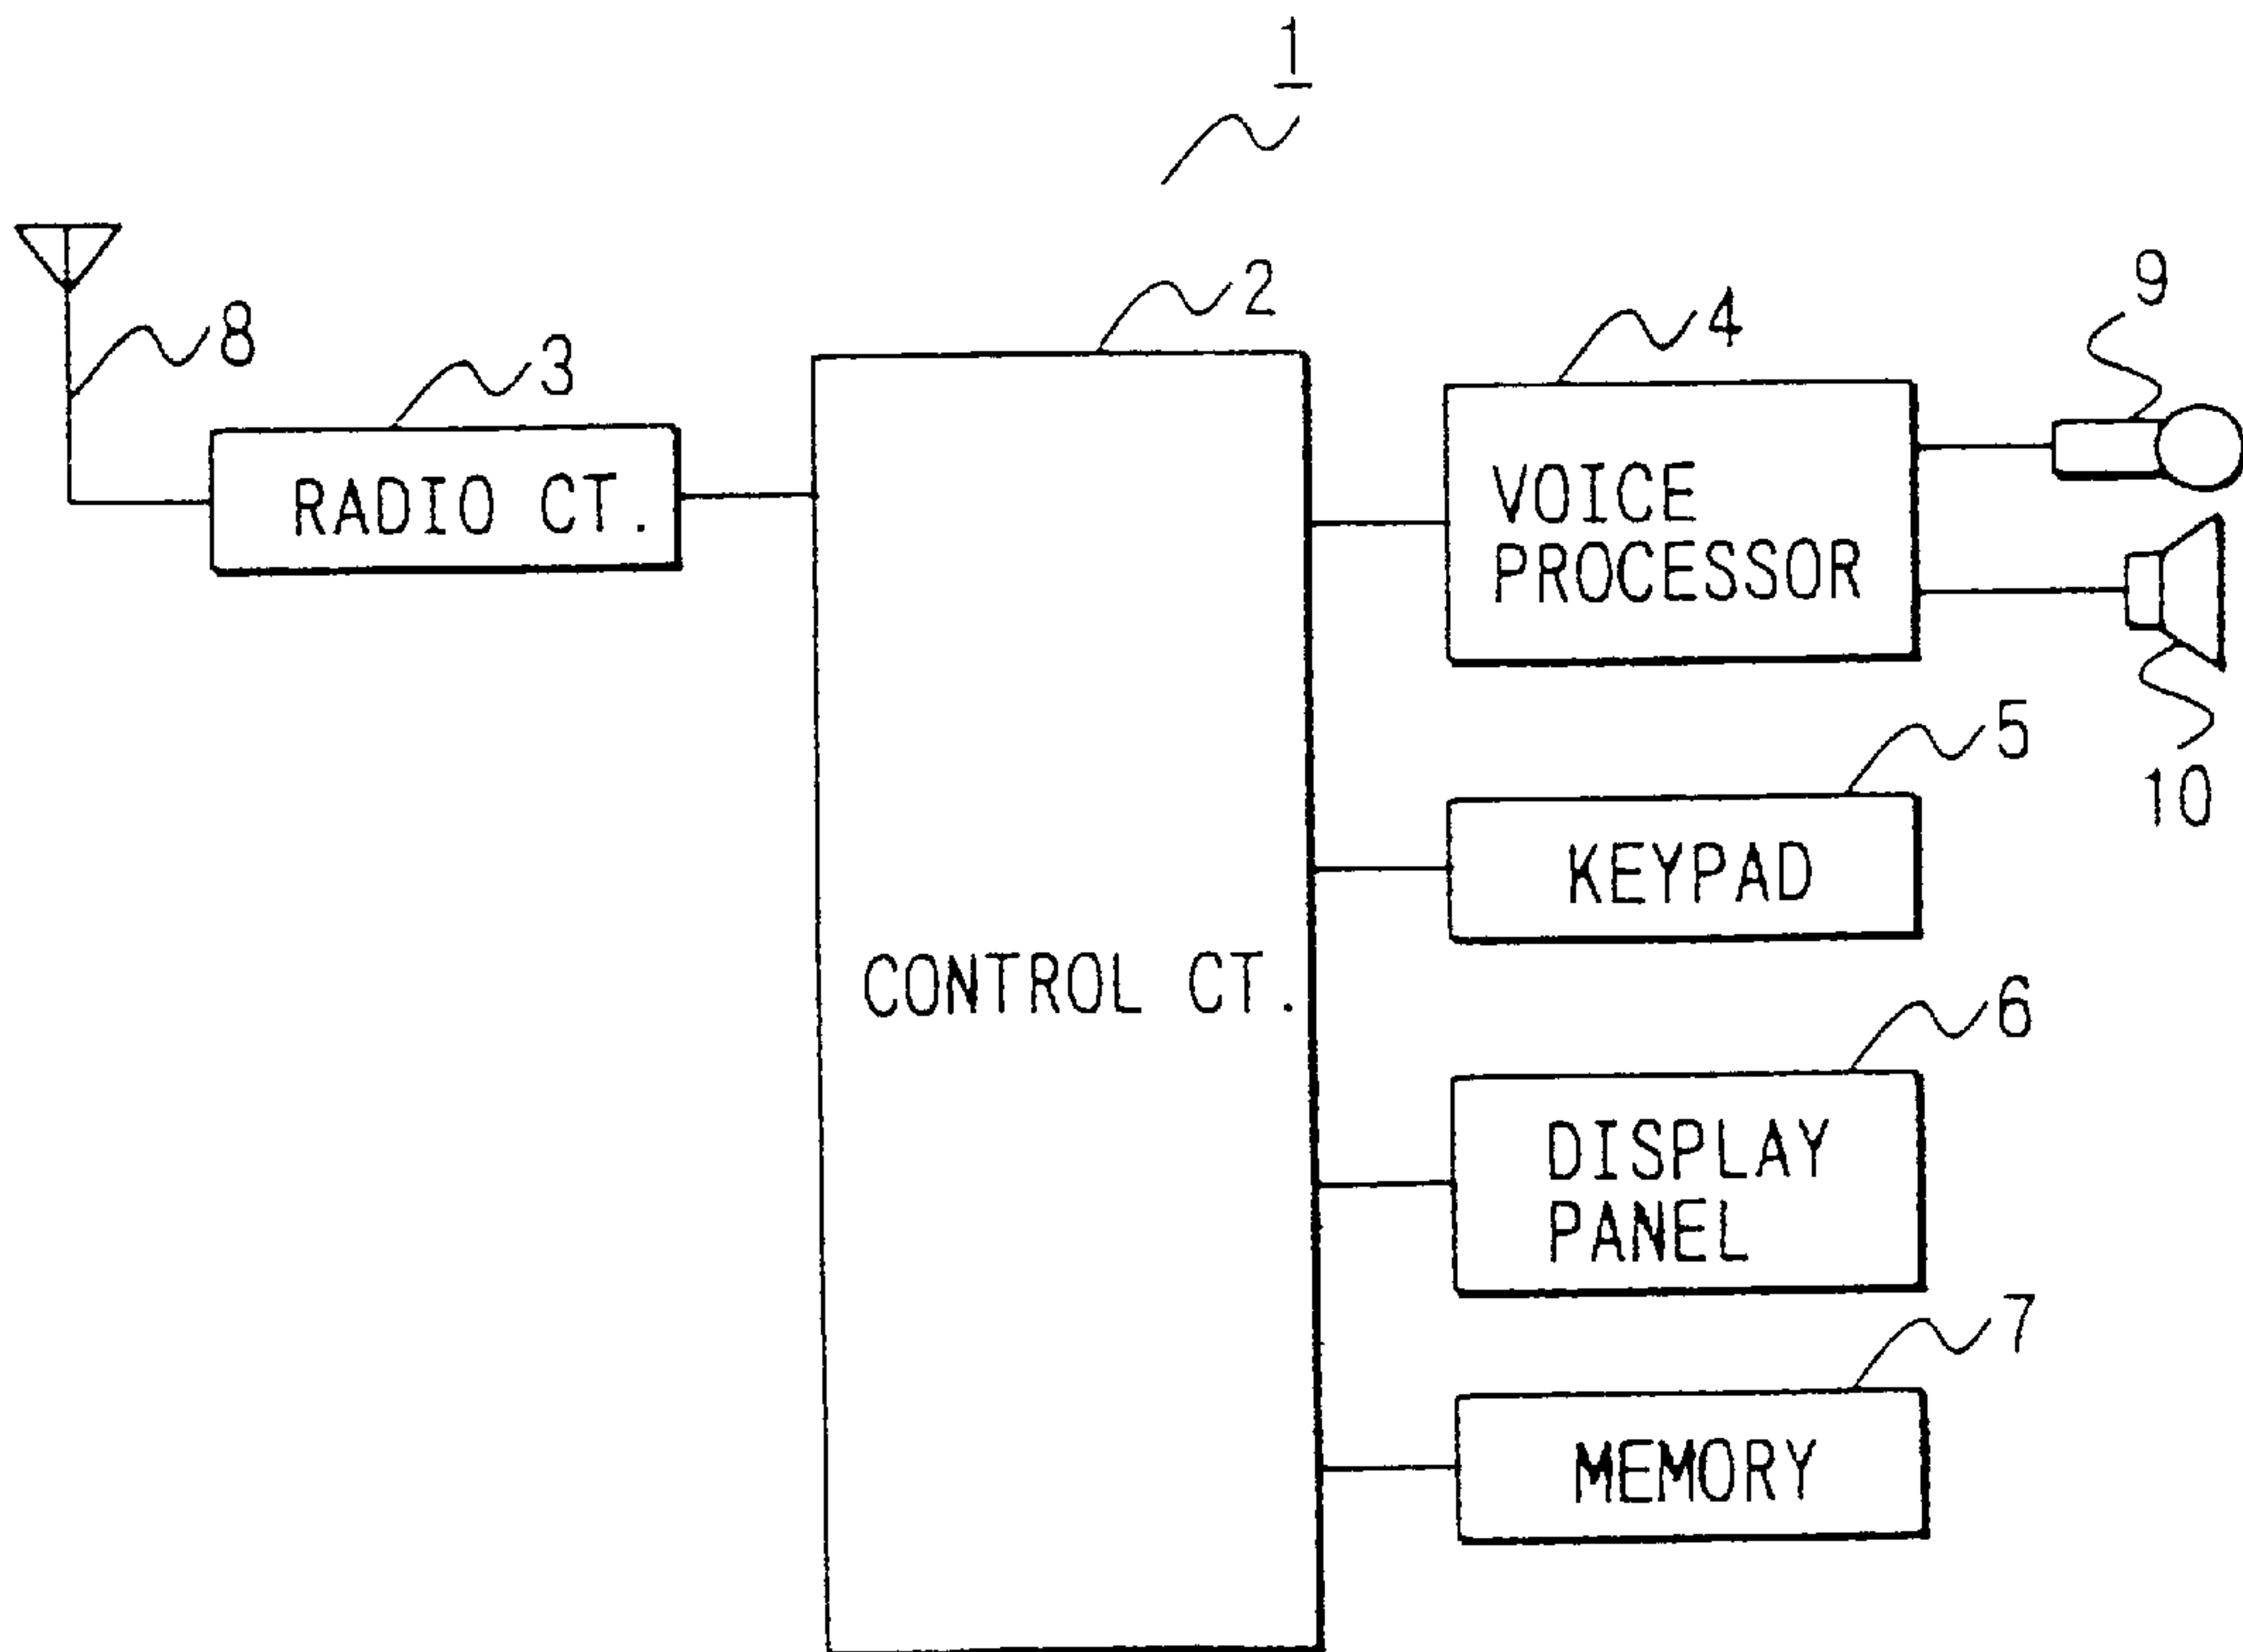 1
2
9
4
8
3
RADIO CT.
VOICE
PROCESSOR
5
10
KEYPAD
CONTROL CT.
6
DISPLAY
PANEL
7
MEMORY